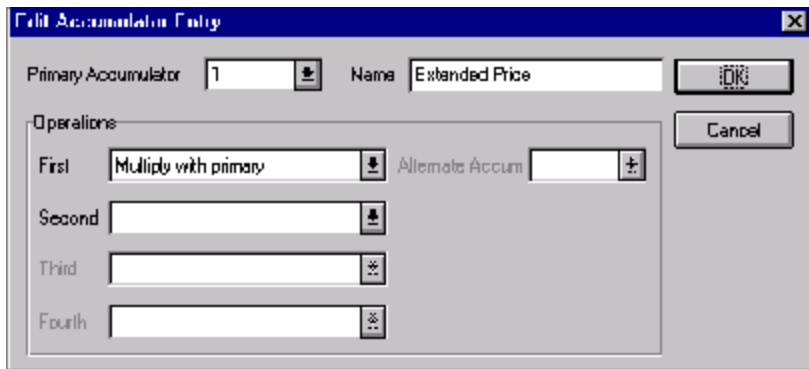 Edit Accumulator Entry
Primary Accumulator 1 Name Extended Price OK
Operations Cancel
First Multiply with primary Alternate Accum
Second
Third
Fourth